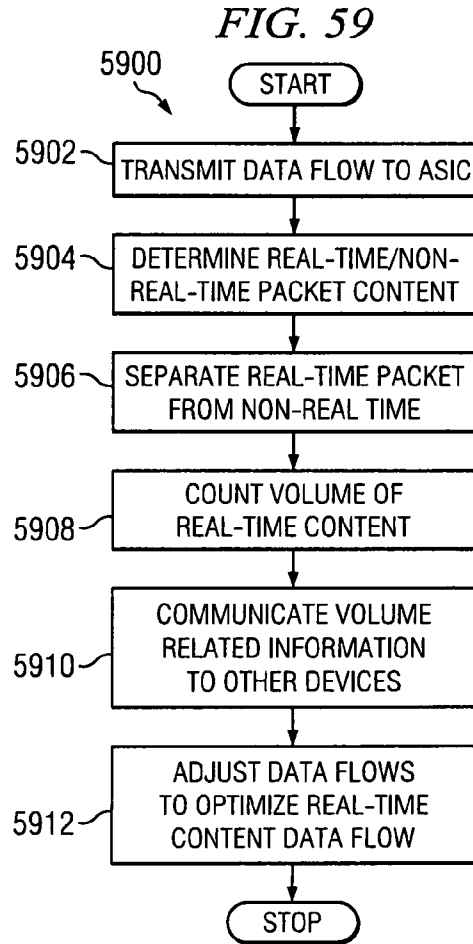 FIG. 59
5900
START
5902
TRANSMIT DATA FLOW TO ASIC
5904
DETERMINE REAL-TIME/NON-
REAL-TIME PACKET CONTENT
5906
SEPARATE REAL-TIME PACKET
FROM NON-REAL TIME
5908
COUNT VOLUME OF
REAL-TIME CONTENT
5910
COMMUNICATE VOLUME
RELATED INFORMATION
TO OTHER DEVICES
5912
ADJUST DATA FLOWS
TO OPTIMIZE REAL-TIME
CONTENT DATA FLOW
STOP